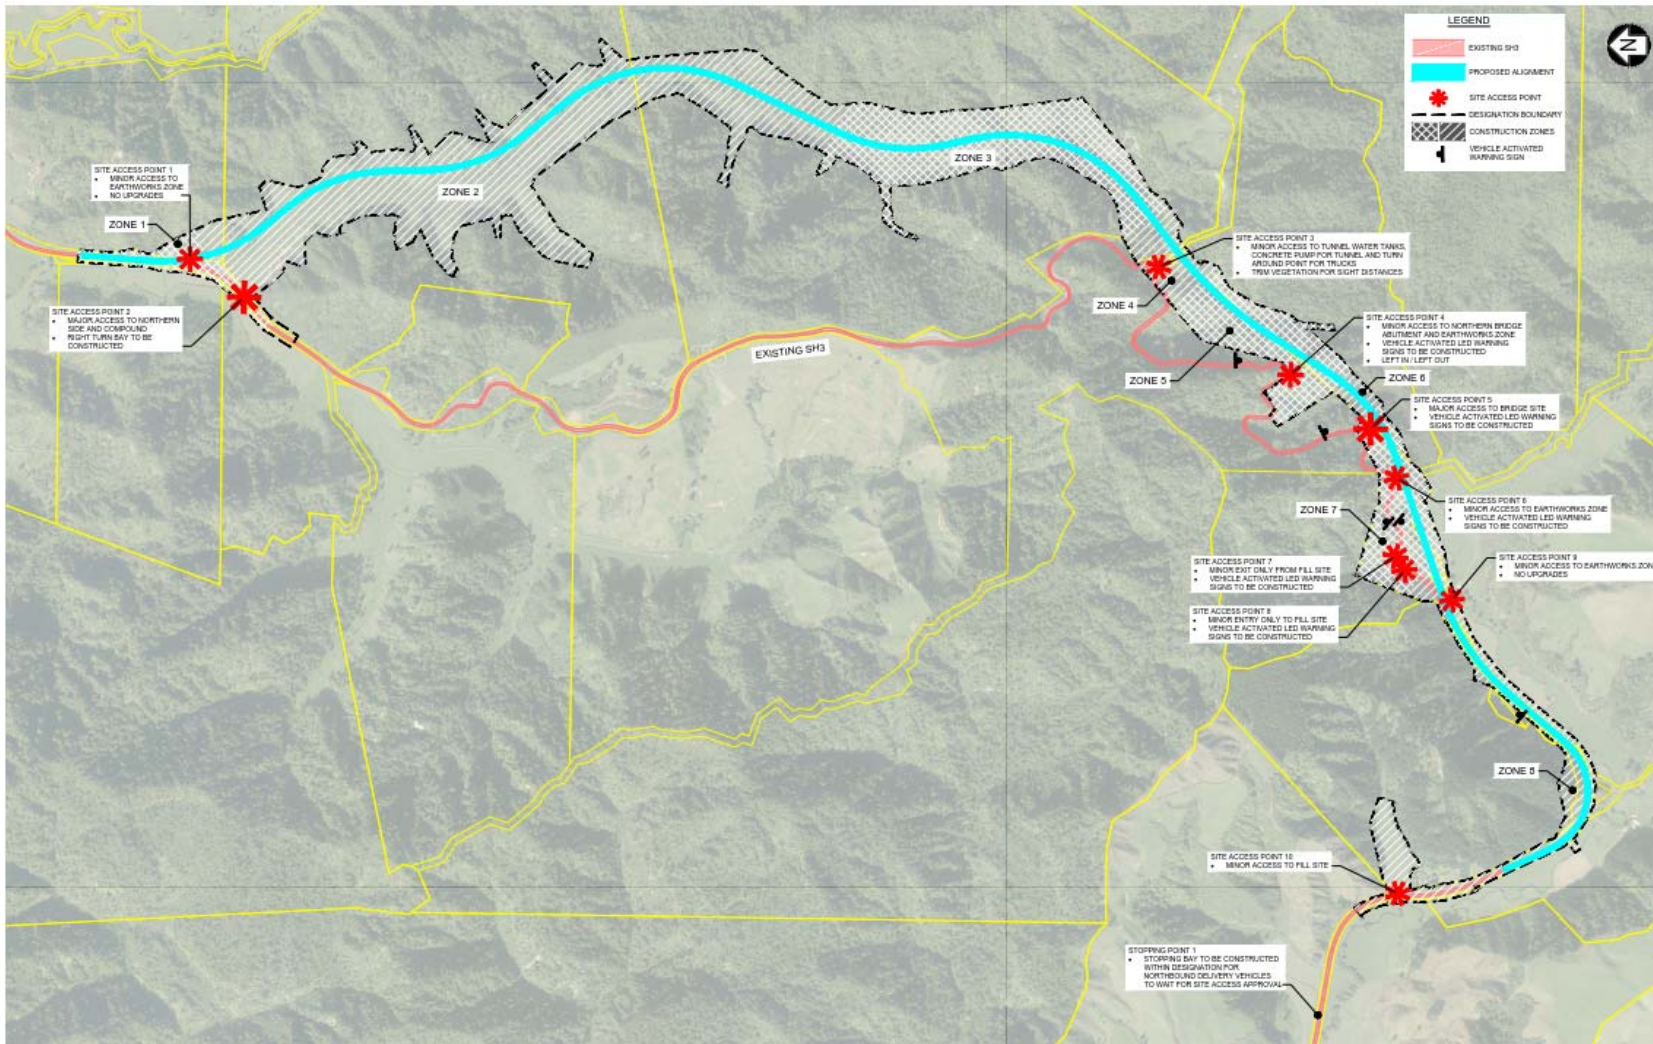 LEGEND
EXISTING SH3
PROPOSED ALIGNMENT
SITE ACCESS POINT
DESIGNATION BOUNDARY
CONSTRUCTION ZONES
VEHICLE ACTIVATED
WARNING SIGN
N
SITE ACCESS POINT 1
• MINOR ACCESS TO
EARTHWORKS ZONE
• NO UPGRADES
ZONE 1
ZONE 2
ZONE 3
SITE ACCESS POINT 2
• MAJOR ACCESS TO NORTHERN
SIDE AND COMPOUND
• RIGHT TURN BAY TO BE
CONSTRUCTED
EXISTING SH3
SITE ACCESS POINT 3
• MINOR ACCESS TO TUNNEL WATER TANKS,
CONCRETE PUMP FOR TUNNEL AND TURN
AROUND POINT FOR TRUCKS
• TRIM VEGETATION FOR SIGHT DISTANCES
ZONE 4
SITE ACCESS POINT 4
• MINOR ACCESS TO NORTHERN BRIDGE
ABUTMENT AND EARTHWORKS ZONE
• VEHICLE ACTIVATED LED WARNING
SIGNS TO BE CONSTRUCTED
• LEFT IN / LEFT OUT
ZONE 5
ZONE 6
SITE ACCESS POINT 5
• MAJOR ACCESS TO BRIDGE SITE
• VEHICLE ACTIVATED LED WARNING
SIGNS TO BE CONSTRUCTED
SITE ACCESS POINT 6
• MINOR ACCESS TO EARTHWORKS ZONE
• VEHICLE ACTIVATED LED WARNING
SIGNS TO BE CONSTRUCTED
ZONE 7
SITE ACCESS POINT 7
• MINOR EXIT ONLY FROM FILL SITE
• VEHICLE ACTIVATED LED WARNING
SIGNS TO BE CONSTRUCTED
SITE ACCESS POINT 9
• MINOR ACCESS TO EARTHWORKS ZON
• NO UPGRADES
SITE ACCESS POINT 8
• MINOR ENTRY ONLY TO FILL SITE
• VEHICLE ACTIVATED LED WARNING
SIGNS TO BE CONSTRUCTED
ZONE 8
SITE ACCESS POINT 10
• MINOR ACCESS TO FILL SITE
STOPPING POINT 1
• STOPPING BAY TO BE CONSTRUCTED
WITHIN DESIGNATION FOR
NORTHBOUND DELIVERY VEHICLES
TO WAIT FOR SITE ACCESS APPROVAL